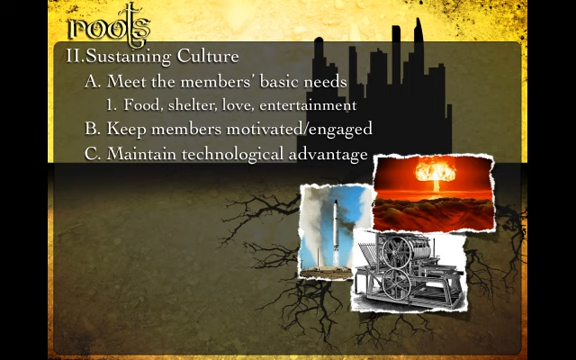 roots
II.Sustaining Culture
A. Meet the members' basic needs
1. Food, shelter, love, entertainment
B. Keep members motivated/engaged
C. Maintain technological advantage